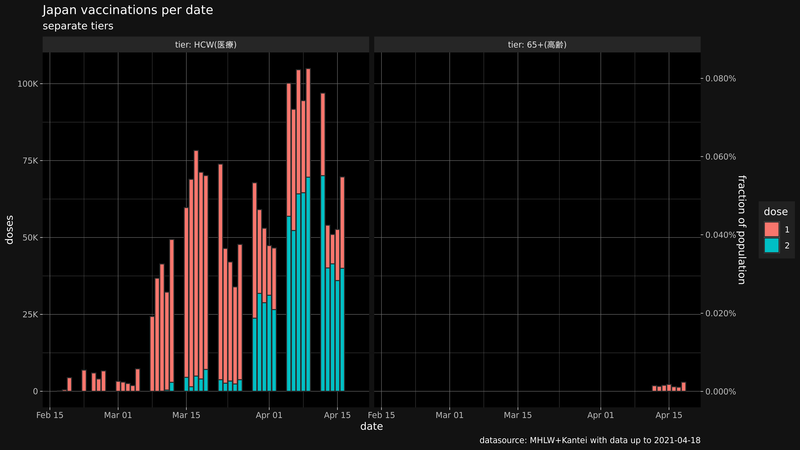 Japan vaccinations per date
separate tiers
tier: HCW(医療)
tier: 65+(高齢)
100K
75K
50K
25K
0
doses
0.080%
0.060%
0.040%
0.020%
0.000%
fraction of population
dose
1
2
Feb 15
Mar 01
Mar 15
Apr 01
Apr 15
Feb 15
Mar 01
Mar 15
Apr 01
Apr 15
date
datasource: MHLW+Kantei with data up to 2021-04-18